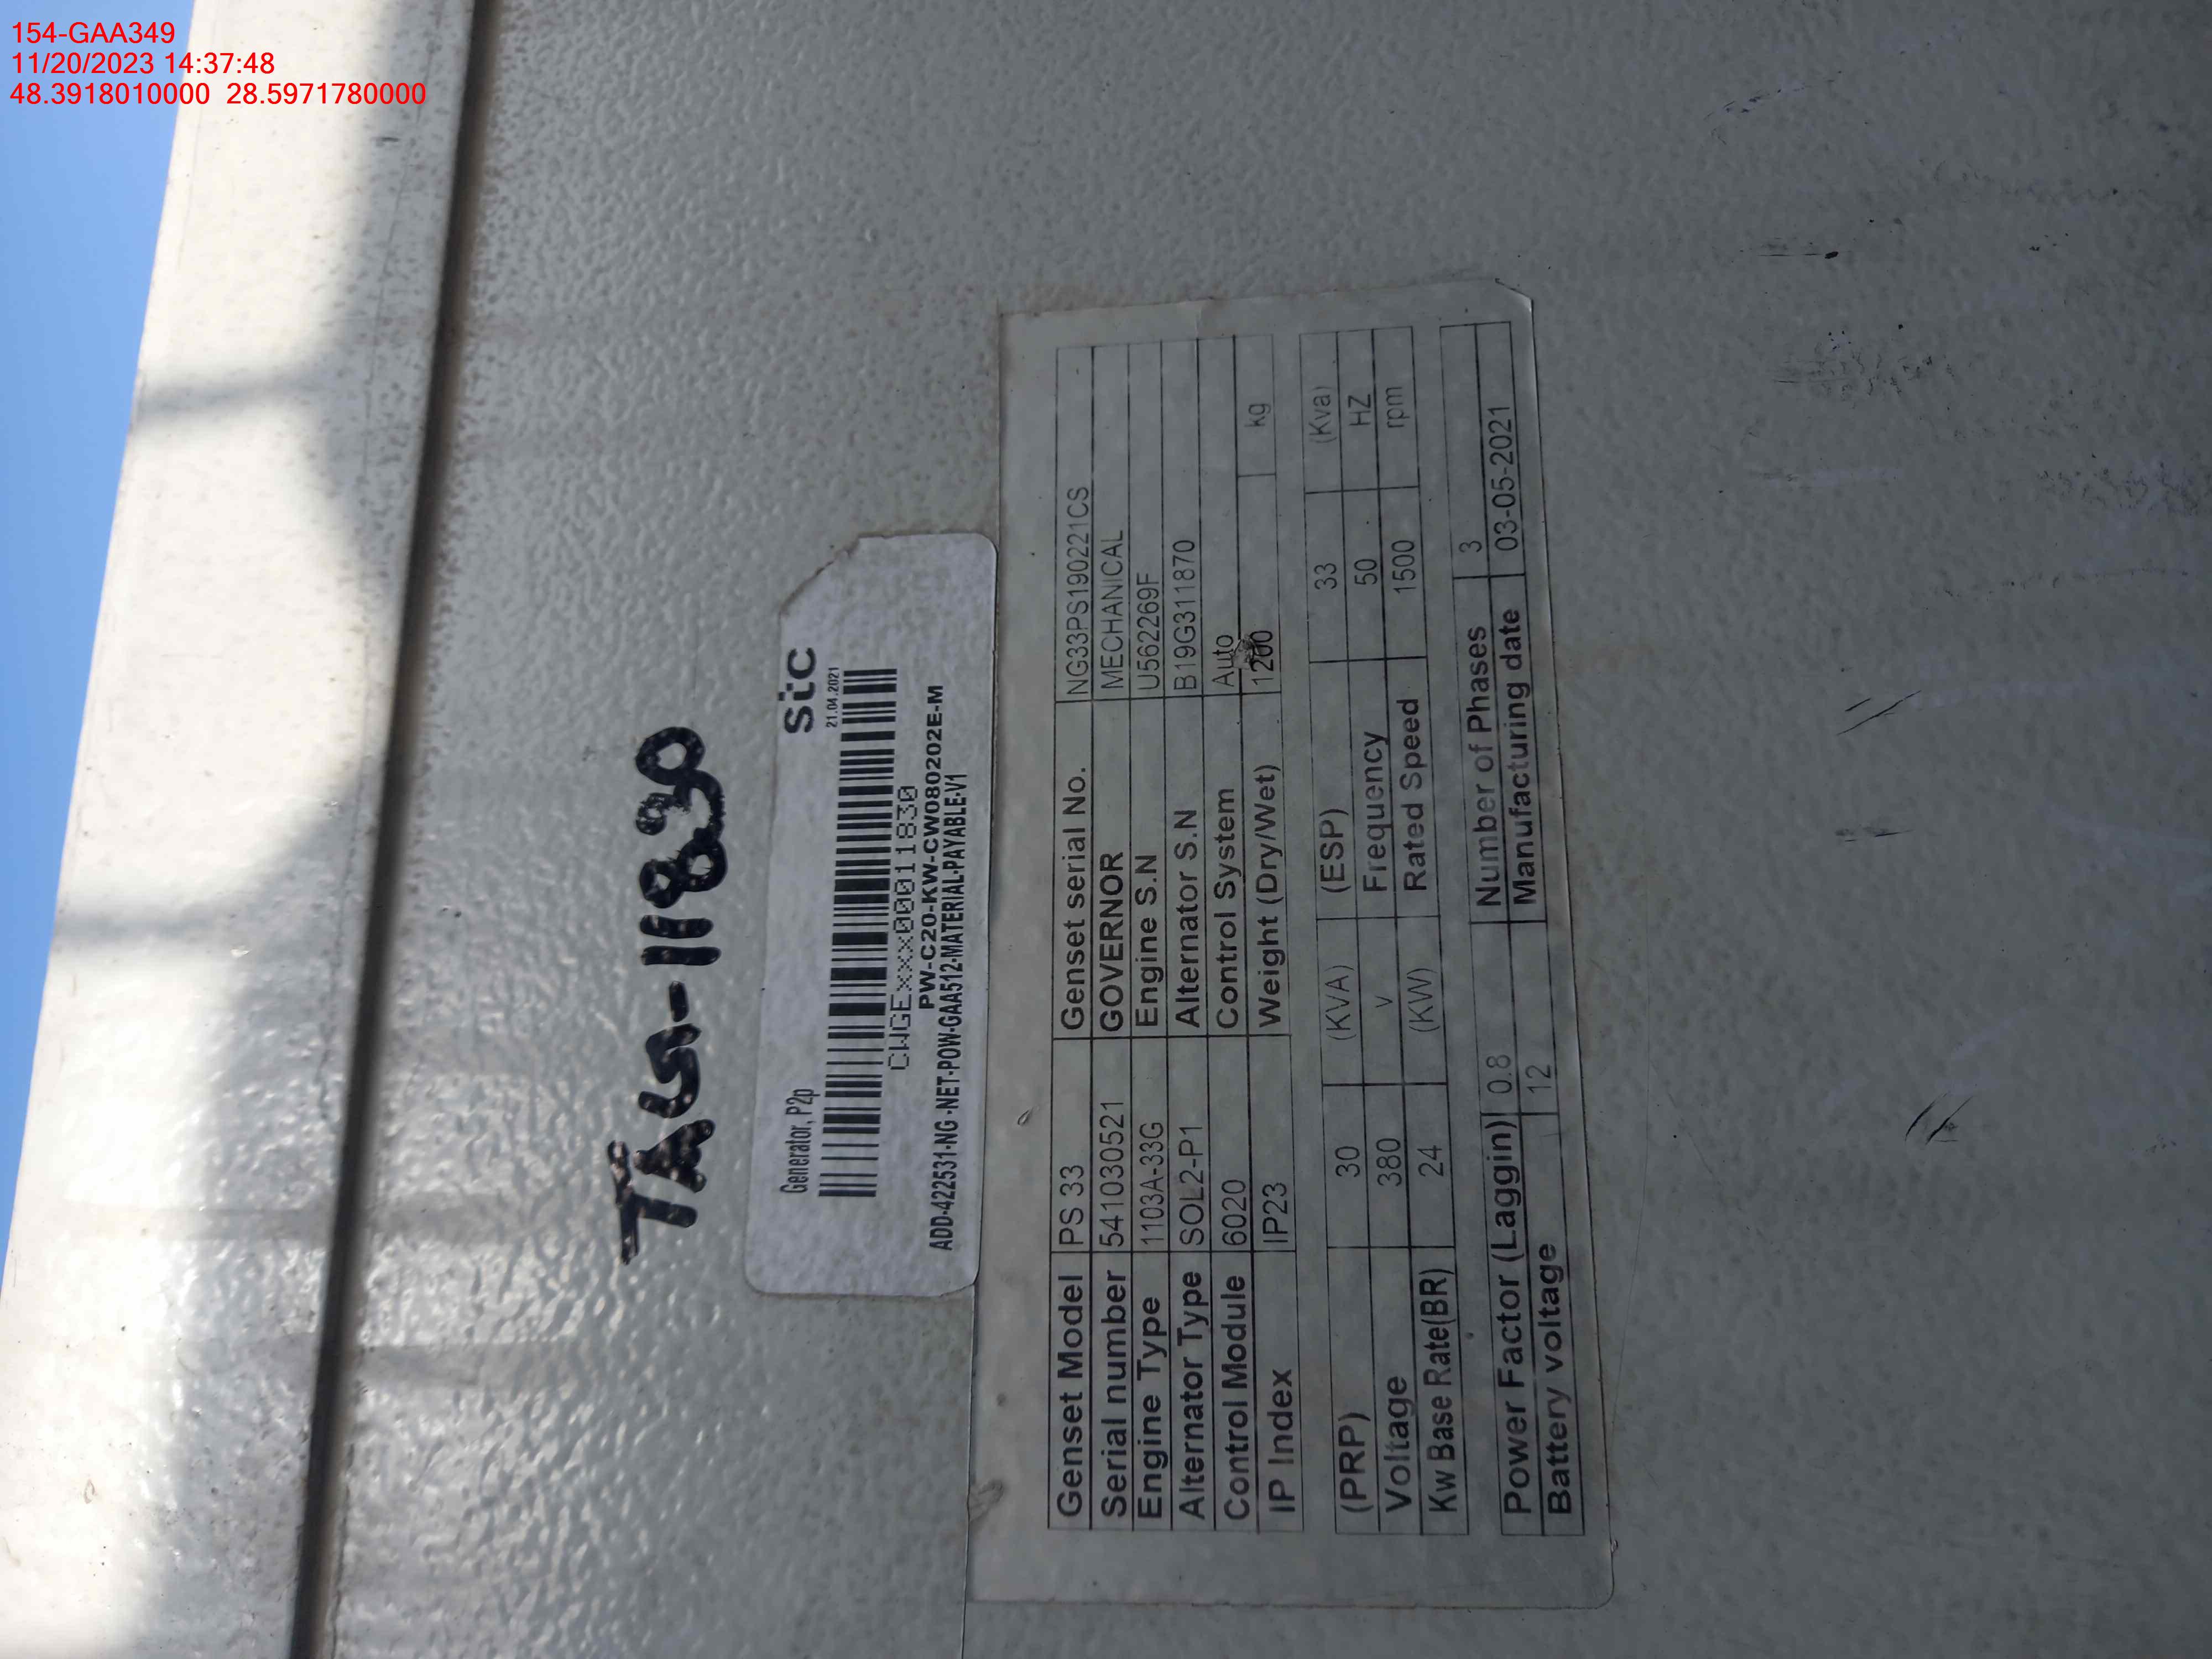 154-GAA349
11/20/2023 14:37:48
48.3918010000 28.5971780000
TAG-11830
Generator, P2p
stc
21.04.2021
CWGExxx00011830
PW-C20-KW-CW080202E-M
ADD-422531-NG-NET-POW-GAA512-MATERIAL-PAYABLE-V1
Genset Model PS 33 Genset serial No. NG33PS190221CS
Serial number 541030521 GOVERNOR MECHANICAL
Engine Type 1103A-33G Engine S.N U562269F
Alternator Type SOL2-P1 Alternator S.N B19G311870
Control Module 6020 Control System Auto
IP Index IP23 Weight (Dry/Wet) 1200 kg
(PRP) 30 (KVA) (ESP) 33 (Kva)
Voltage 380 v Frequency 50 HZ
Kw Base Rate(BR) 24 (KW) Rated Speed 1500 rpm
Power Factor (Laggin) 0.8 Number of Phases 3
Battery voltage 12 Manufacturing date 03-05-2021